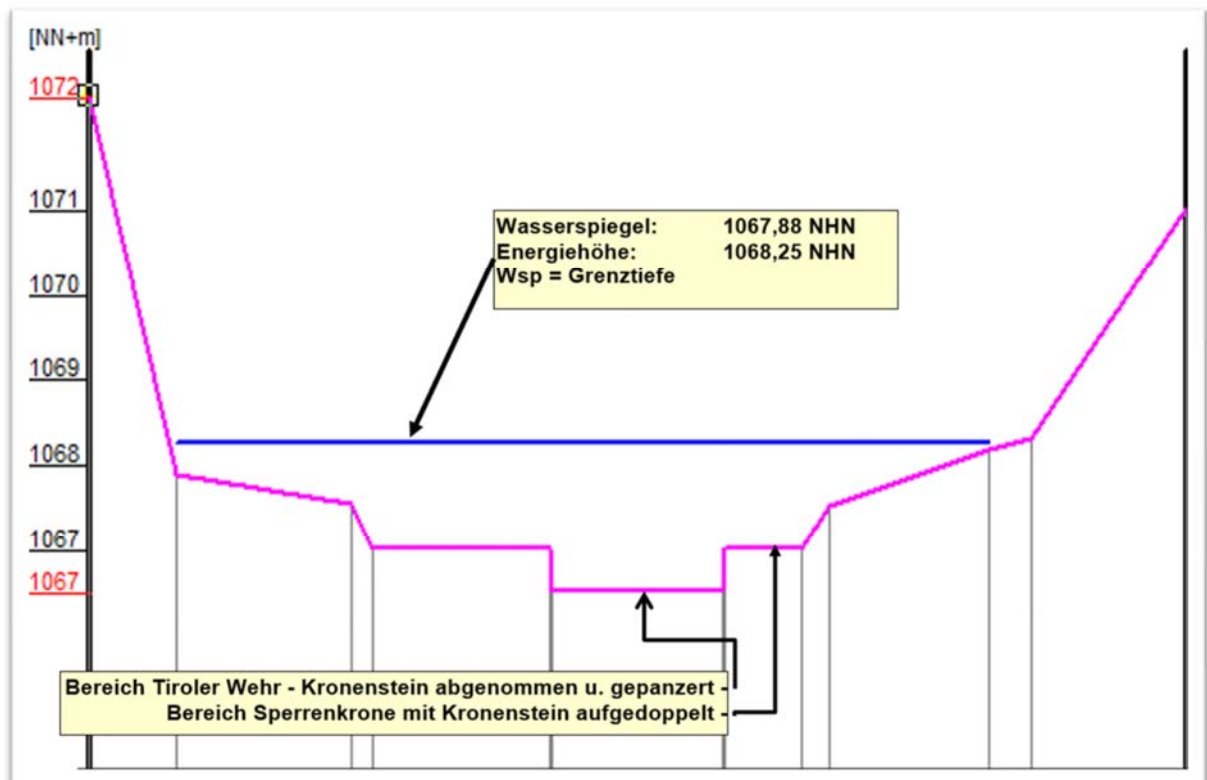 [NN+m]
1072
1071
1070
1069
1068
1067
1067
Wasserspiegel: 1067,88 NHN
Energiehöhe: 1068,25 NHN
Wsp = Grenztiefe
Bereich Tiroler Wehr - Kronenstein abgenommen u. gepanzert -
Bereich Sperrenkrone mit Kronenstein aufgedoppelt -